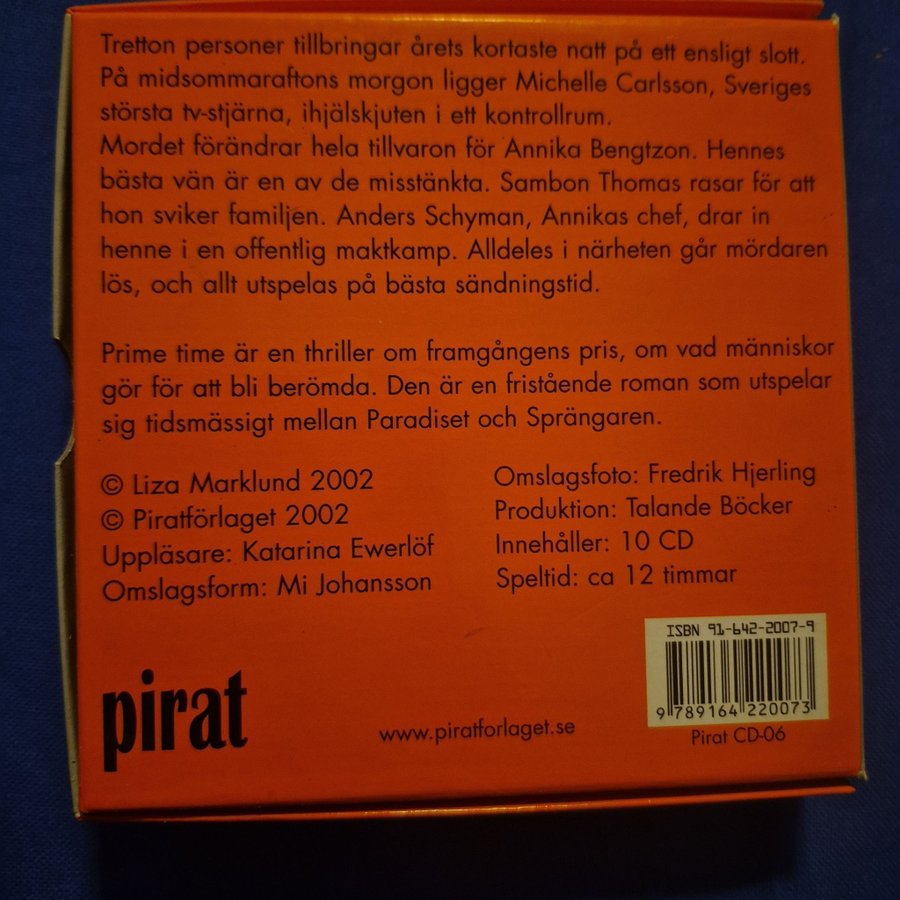 Tretton personer tillbringar årets kortaste natt på ett ensligt slott.
På midsommaraftons morgon ligger Michelle Carlsson, Sveriges
största tv-stjärna, ihjälskjuten i ett kontrollrum.
Mordet förändrar hela tillvaron för Annika Bengtzon. Hennes
bästa vän är en av de misstänkta. Sambon Thomas rasar för att
hon sviker familjen. Anders Schyman, Annikas chef, drar in
henne i en offentlig maktkamp. Alldeles i närheten går mördaren
lös, och allt utspelas på bästa sändningstid.
Prime time är en thriller om framgångens pris, om vad människor
gör för att bli berömda. Den är en fristående roman som utspelar
sig tidsmässigt mellan Paradiset och Sprängaren.
© Liza Marklund 2002
© Piratförlaget 2002
Uppläsare: Katarina Ewerlöf
Omslagsform: Mi Johansson
Omslagsfoto: Fredrik Hjerling
Produktion: Talande Böcker
Innehåller: 10 CD
Speltid: ca 12 timmar
ISBN 91-642-2007-9
9 789164 220073
Pirat CD-06
pirat
www.piratforlaget.se